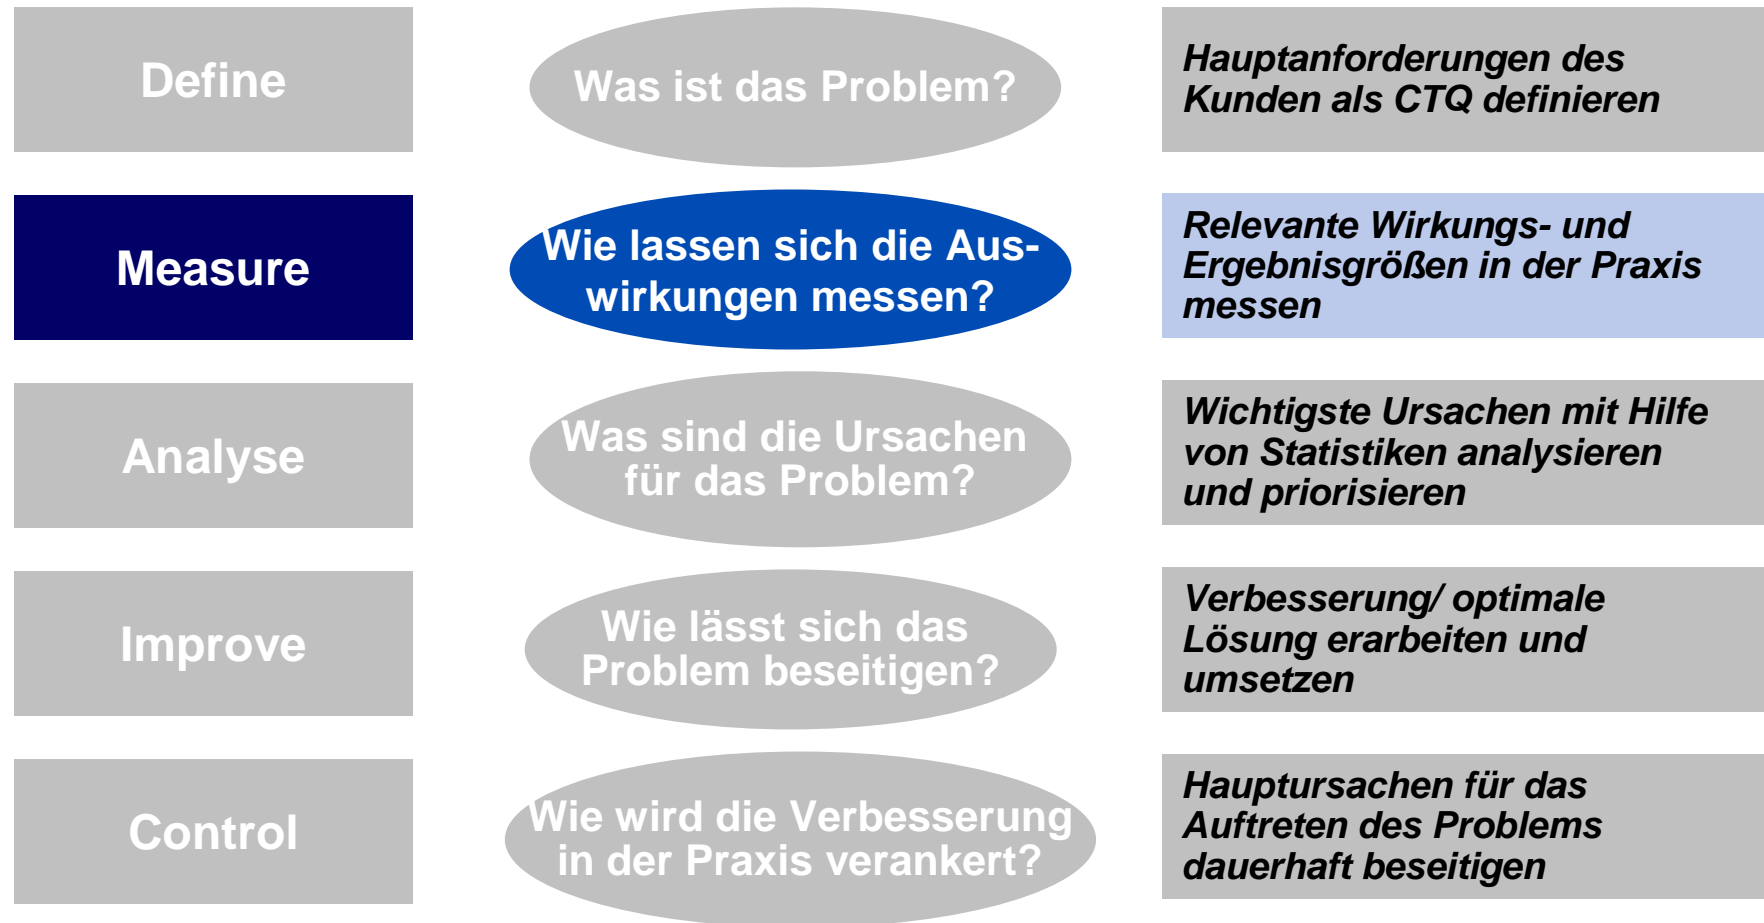 Define
Was ist das Problem?
Hauptanforderungen des
Kunden als CTQ definieren
Measure
Wie lassen sich die Aus-
wirkungen messen?
Relevante Wirkungs- und
Ergebnisgrößen in der Praxis
messen
Analyse
Was sind die Ursachen
für das Problem?
Wichtigste Ursachen mit Hilfe
von Statistiken analysieren
und priorisieren
Improve
Wie lässt sich das
Problem beseitigen?
Verbesserung/ optimale
Lösung erarbeiten und
umsetzen
Control
Wie wird die Verbesserung
in der Praxis verankert?
Hauptursachen für das
Auftreten des Problems
dauerhaft beseitigen